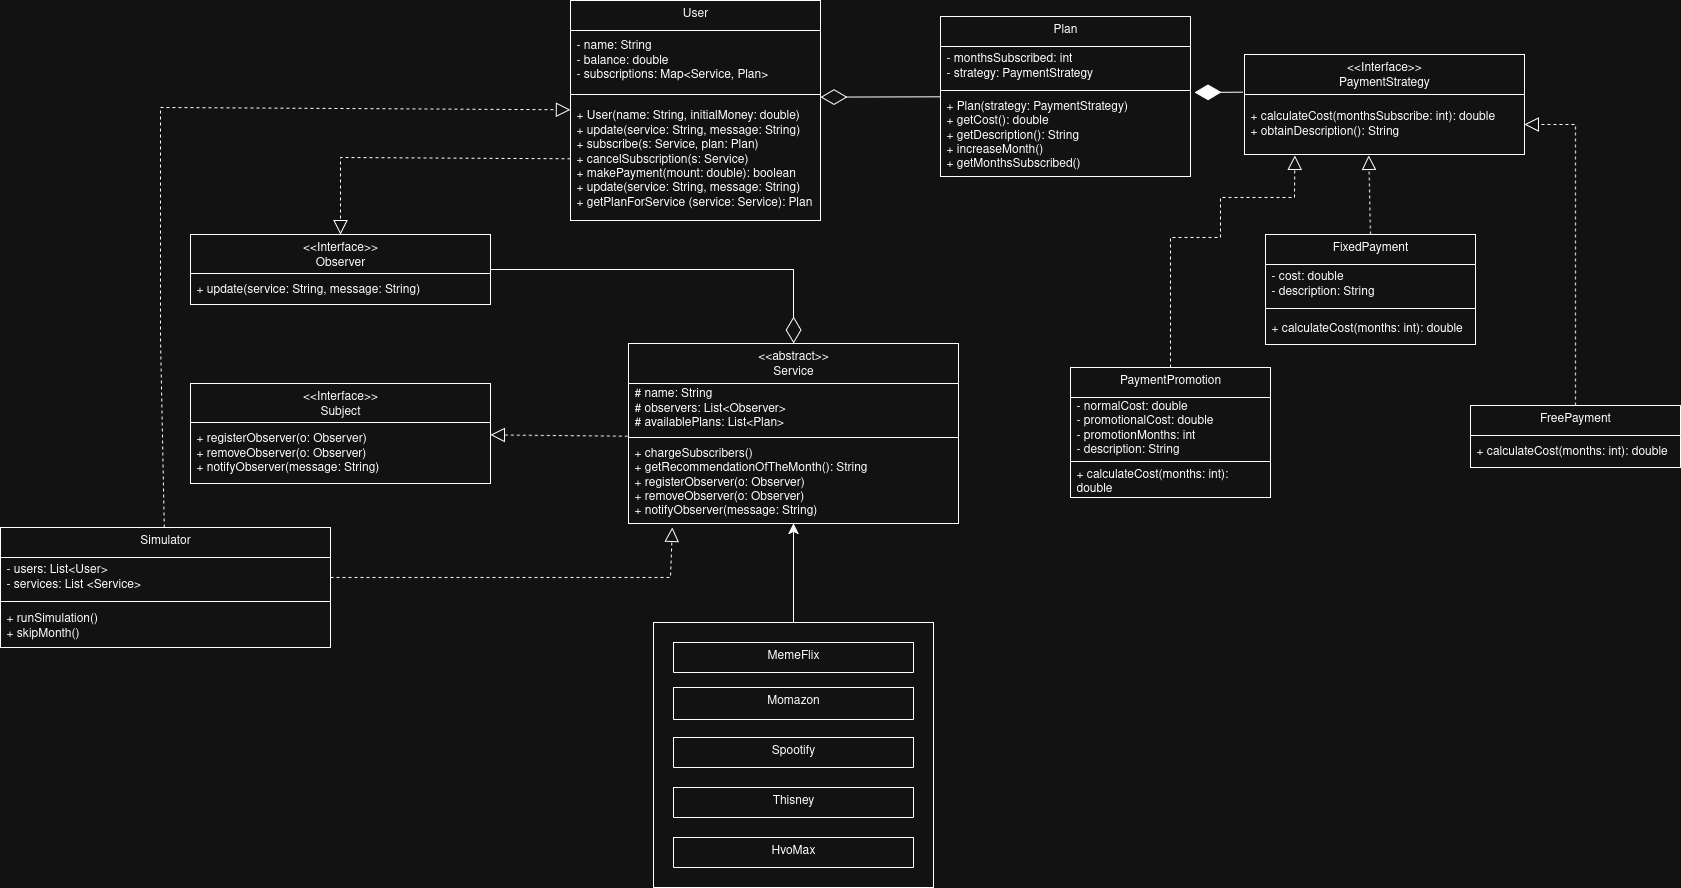 User
- name: String
- balance: double
- subscriptions: Map<Service, Plan>
+ User(name: String, initialMoney: double)
+ update(service: String, message: String)
+ subscribe(s: Service, plan: Plan)
+ cancelSubscription(s: Service)
+ makePayment(mount: double): boolean
+ update(service: String, message: String)
+ getPlanForService (service: Service): Plan
Plan
- monthsSubscribed: int
- strategy: PaymentStrategy
+ Plan(strategy: PaymentStrategy)
+ getCost(): double
+ getDescription(): String
+ increaseMonth()
+ getMonthsSubscribed()
<<Interface>>
PaymentStrategy
+ calculateCost(monthsSubscribe: int): double
+ obtainDescription(): String
<<Interface>>
Observer
+ update(service: String, message: String)
FixedPayment
- cost: double
- description: String
+ calculateCost(months: int): double
<<Interface>>
Subject
+ registerObserver(o: Observer)
+ removeObserver(o: Observer)
+ notifyObserver(message: String)
<<abstract>>
Service
# name: String
# observers: List<Observer>
# availablePlans: List<Plan>
+ chargeSubscribers()
+ getRecommendationOfTheMonth(): String
+ registerObserver(o: Observer)
+ removeObserver(o: Observer)
+ notifyObserver(message: String)
PaymentPromotion
- normalCost: double
- promotionalCost: double
- promotionMonths: int
- description: String
+ calculateCost(months: int):
double
FreePayment
+ calculateCost(months: int): double
Simulator
- users: List<User>
- services: List <Service>
+ runSimulation()
+ skipMonth()
MemeFlix
Momazon
Spootify
Thisney
HvoMax